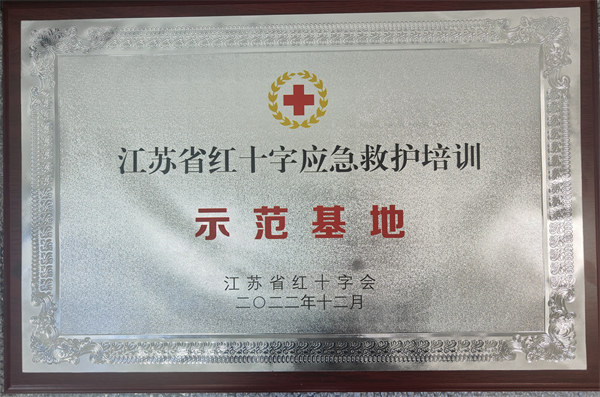 江苏省红十字应急救护培训
示范基地
江苏省红十字会
二〇二二年十二月